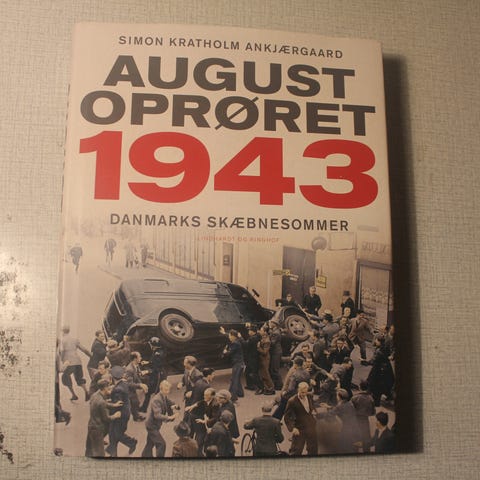 SIMON KRATHOLM ANKJÆRGAARD
AUGUST
OPRØRET
1943
DANMARKS SKÆBNESOMMER
LINDHARDT OG RINGHOF